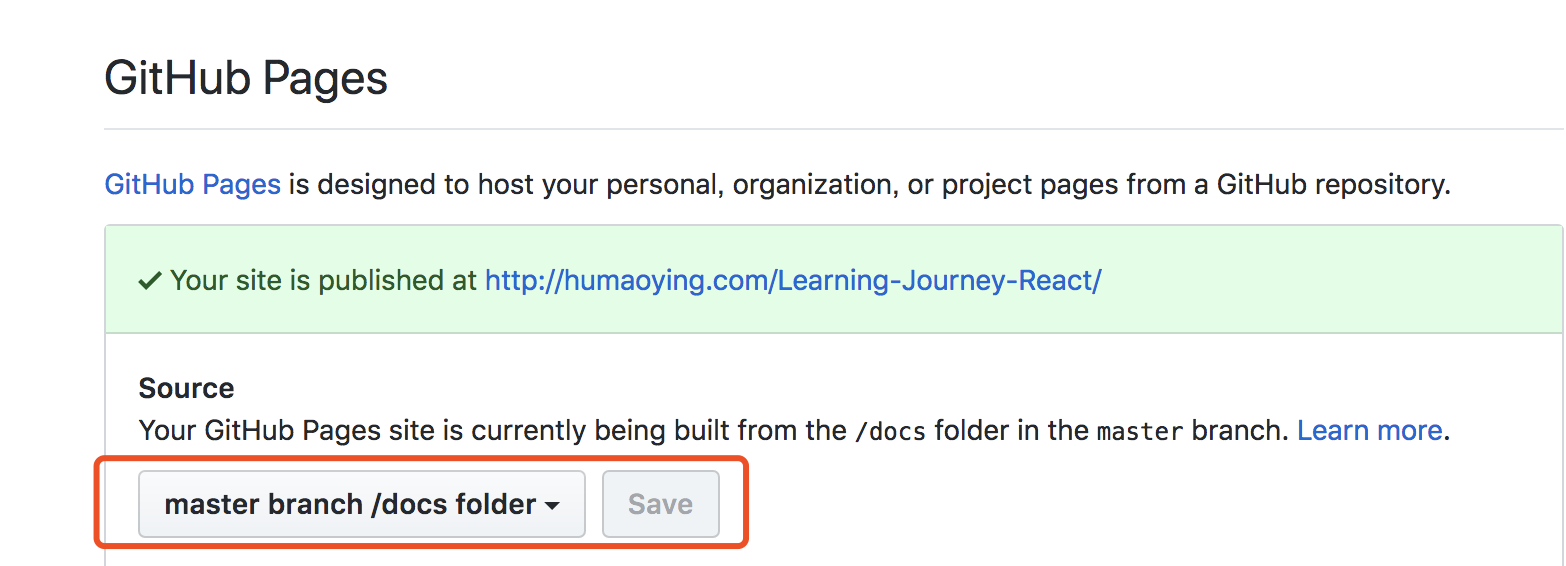 GitHub Pages
GitHub Pages is designed to host your personal, organization, or project pages from a GitHub repository.
Your site is published at http://humaoying.com/Learning-Journey-React/
Source
Your GitHub Pages site is currently being built from the /docs folder in the master branch. Learn more.
master branch /docs folder Save